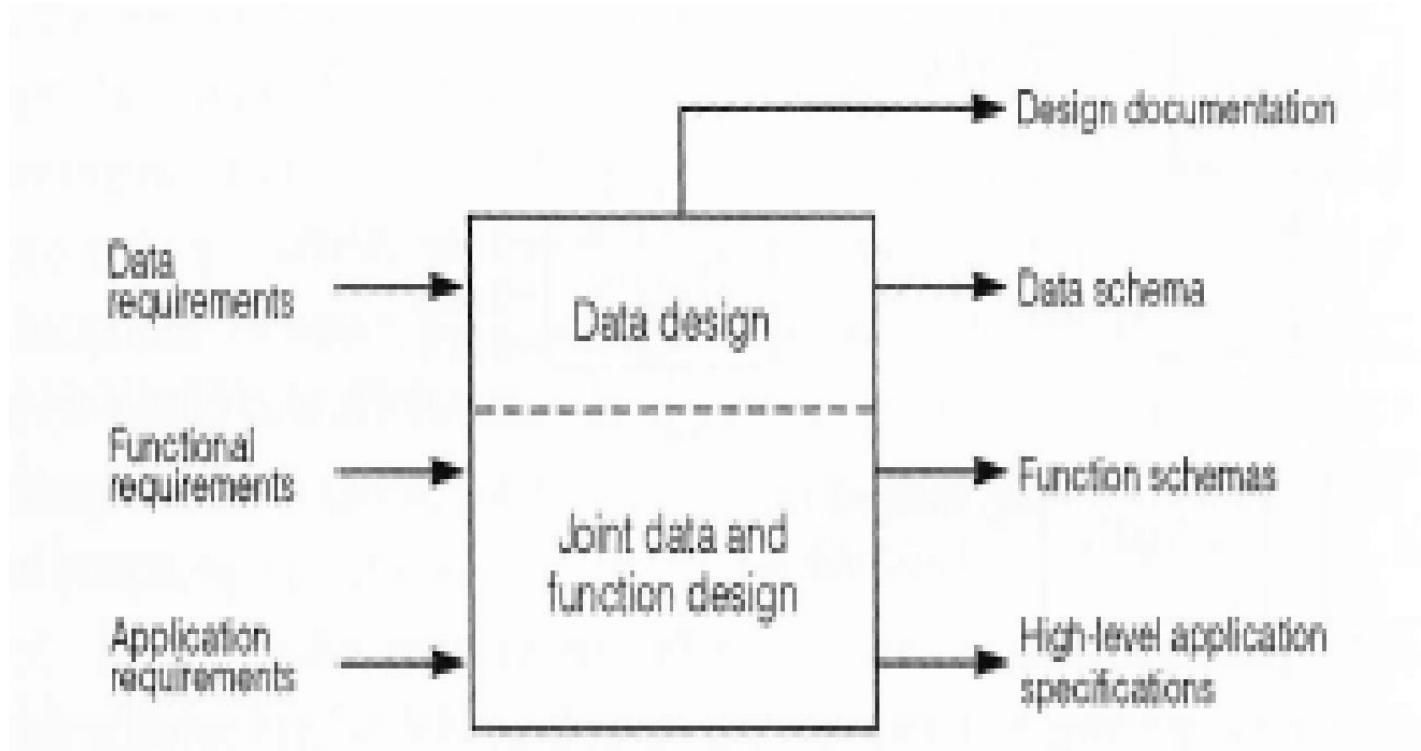 Design documentation
Data
requirements
Data schema
Data design
Functional
requirements
Function schemas
Joint data and
function design
Application
requirements
High-level application
specifications